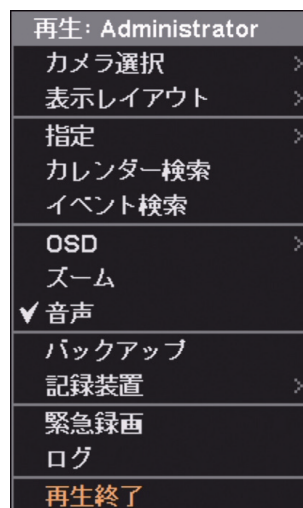 再生: Administrator
カメラ選択
表示レイアウト
指定
カレンダー検索
イベント検索
OSD
ズーム
音声
バックアップ
記録装置
緊急録画
ログ
再生終了